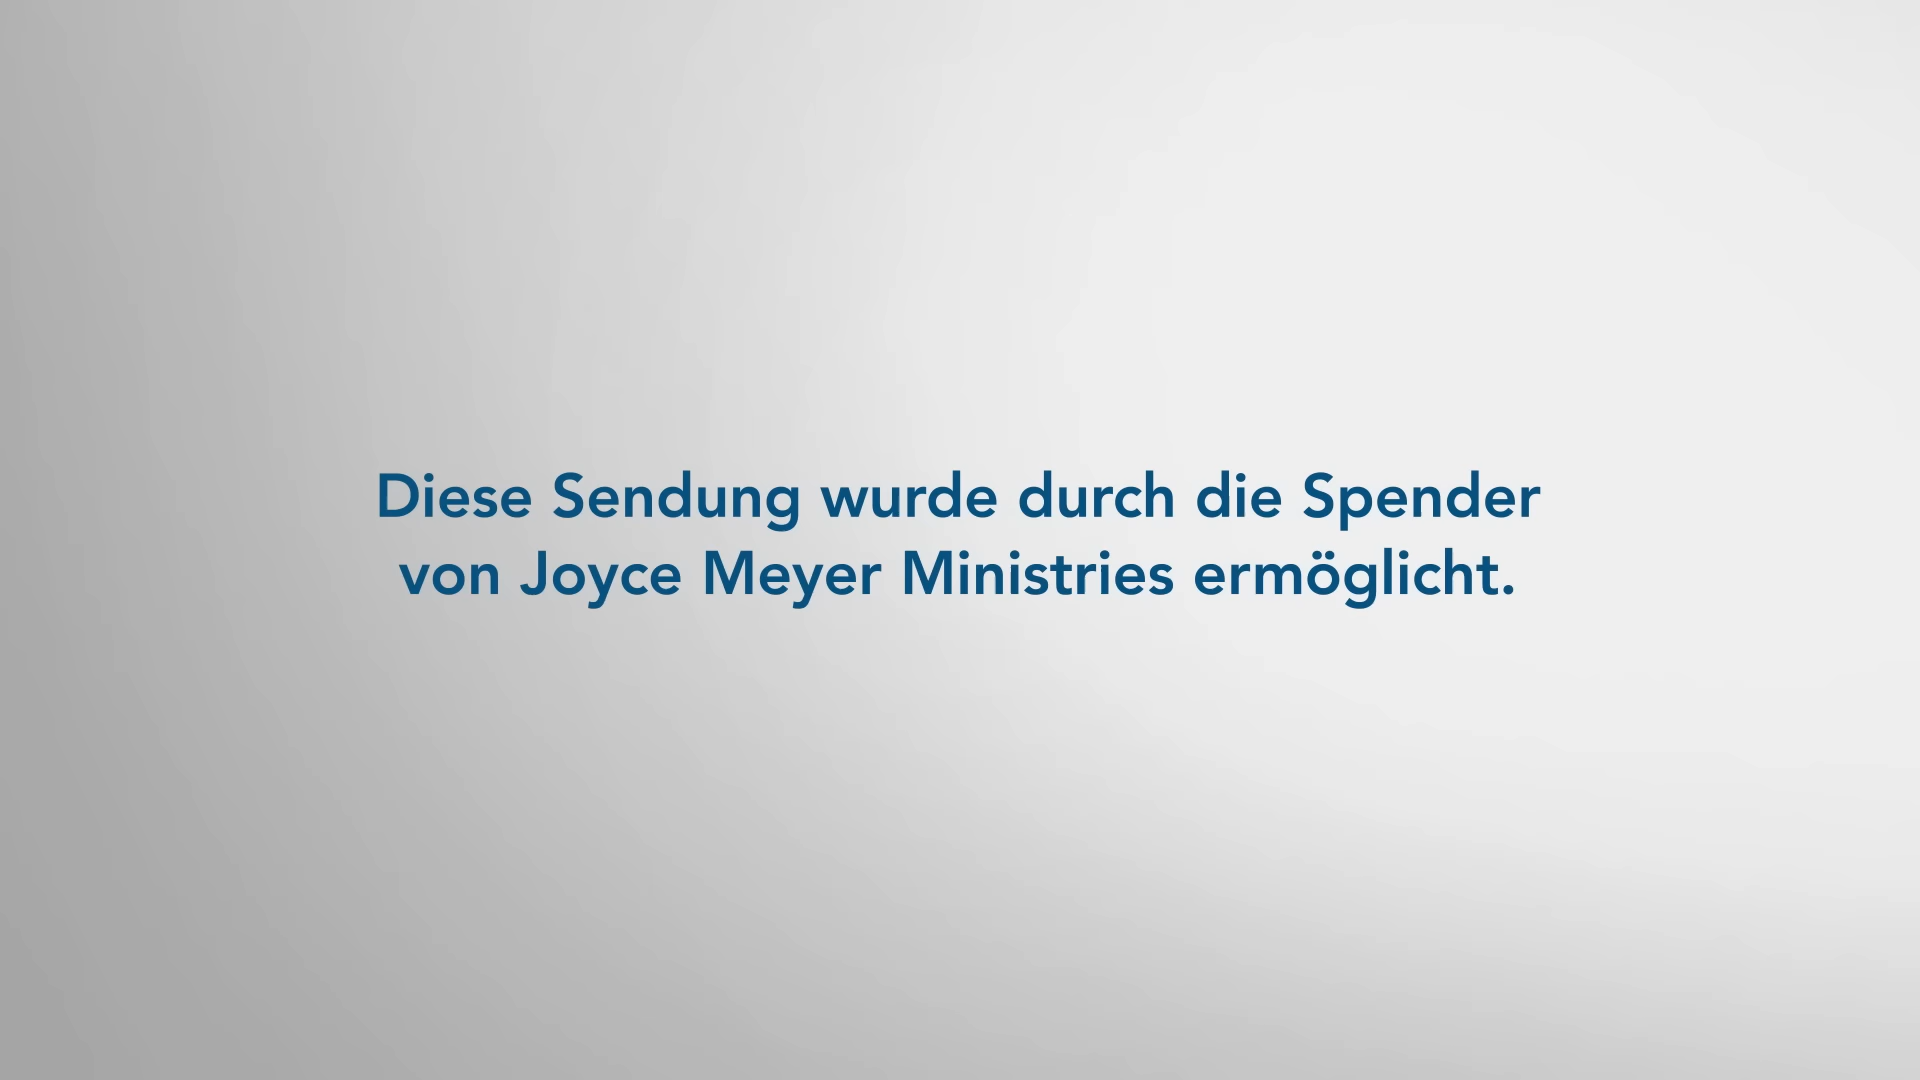 Diese Sendung wurde durch die Spender
von Joyce Meyer Ministries ermöglicht.